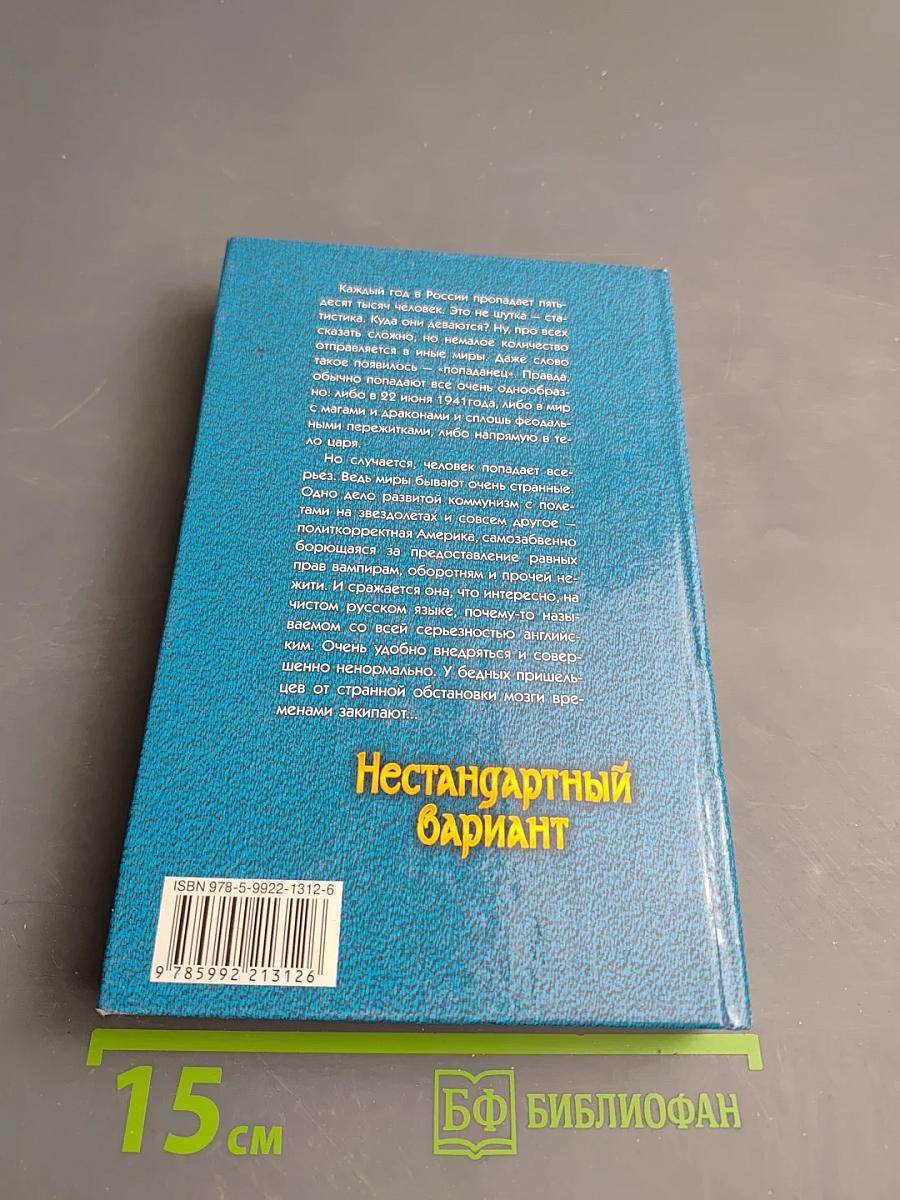 Каждый год в России пропадает пять-
десят тысяч человек. Это не шутка — ста-
тистика. Куда они деваются? Ну, про всех
сказать сложно, но немалое количество
отправляется в иные миры. Даже слово
такое появилось — «попаданец». Правда,
обычно попадают все очень однообраз-
но: либо в 22 июня 1941 года, либо в мир
с магами и драконами и сплошь феодаль-
ными пережитками, либо напрямую в те-
ло царя.
Но случается, человек попадает все-
рьез. Ведь миры бывают очень странные.
Одно дело развитой коммунизм с поле-
тами на звездолетах и совсем другое —
политкорректная Америка, самозабвенно
борющаяся за предоставление равных
прав вампирам, оборотням и прочей не-
жити. И сражается она, что интересно, на
чистом русском языке, почему-то назы-
ваемом со всей серьезностью английс-
ким. Очень удобно внедряться и совер-
шенно ненормально. У бедных пришель-
цев от странной обстановки мозги вре-
менами закипают...
Нестандартный
вариант
ISBN 978-5-9922-1312-6
9 785992 213126
15 см
БФ БИБЛИОФАН